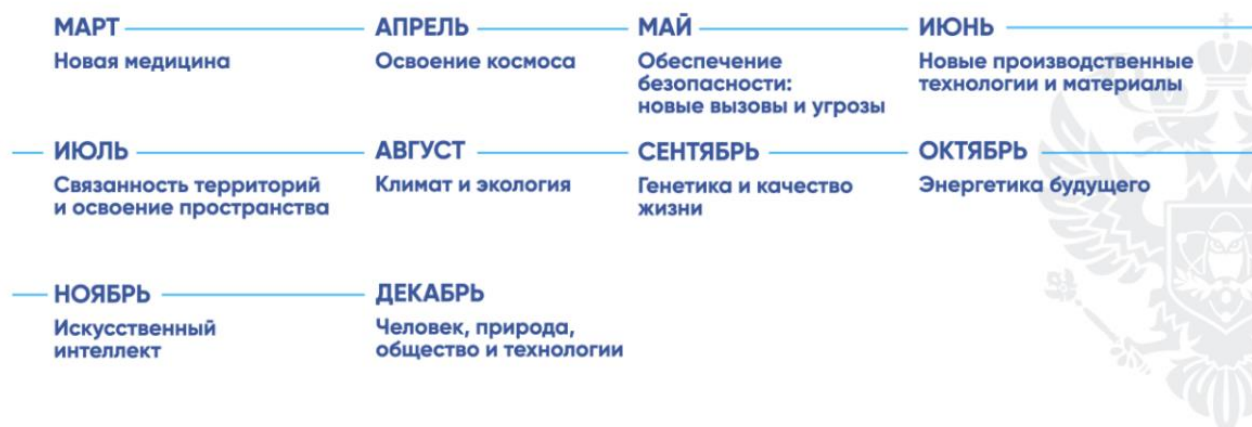 МАРТ
Новая медицина
АПРЕЛЬ
Освоение космоса
МАЙ
Обеспечение
безопасности:
новые вызовы и угрозы
ИЮНЬ
Новые производственные
технологии и материалы
ИЮЛЬ
Связанность территорий
и освоение пространства
АВГУСТ
Климат и экология
СЕНТЯБРЬ
Генетика и качество
жизни
ОКТЯБРЬ
Энергетика будущего
НОЯБРЬ
Искусственный
интеллект
ДЕКАБРЬ
Человек, природа,
общество и технологии